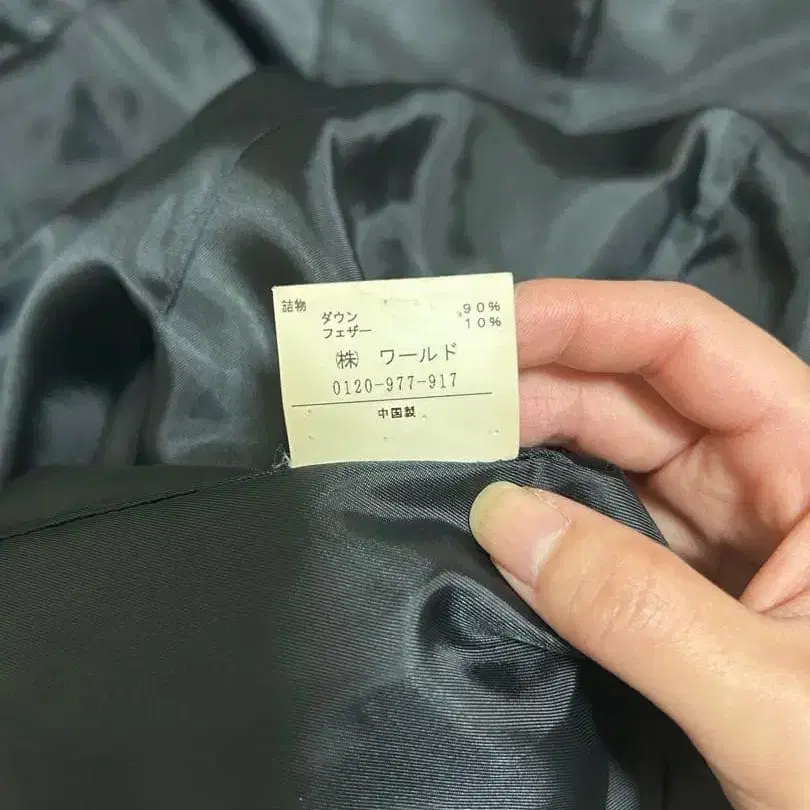 詰物
ダウン 90%
フェザー 10%
㈱ ワールド
0120-977-917
中国製